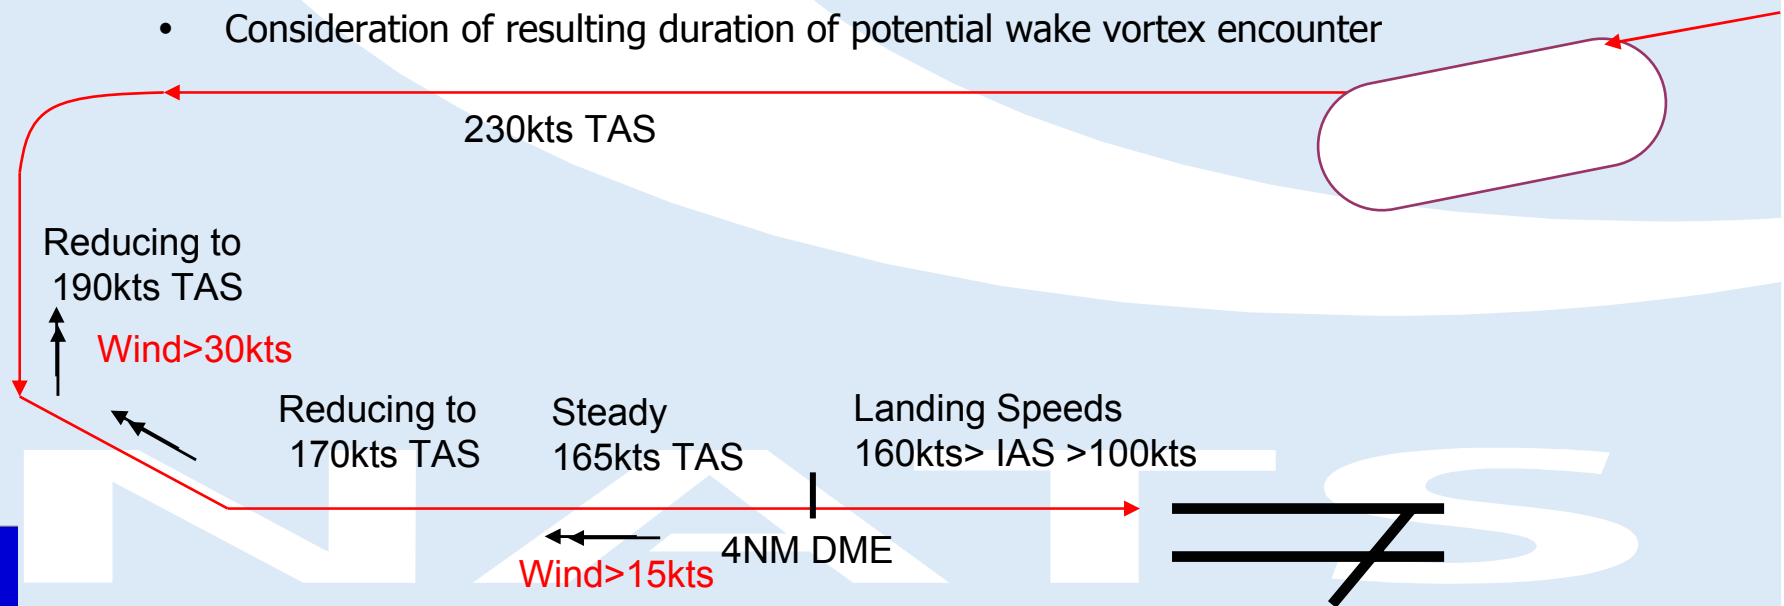 • Consideration of resulting duration of potential wake vortex encounter
230kts TAS
Reducing to
190kts TAS
Wind>30kts
Reducing to
170kts TAS
Steady
165kts TAS
Landing Speeds
160kts> IAS >100kts
4NM DME
Wind>15kts
NATS